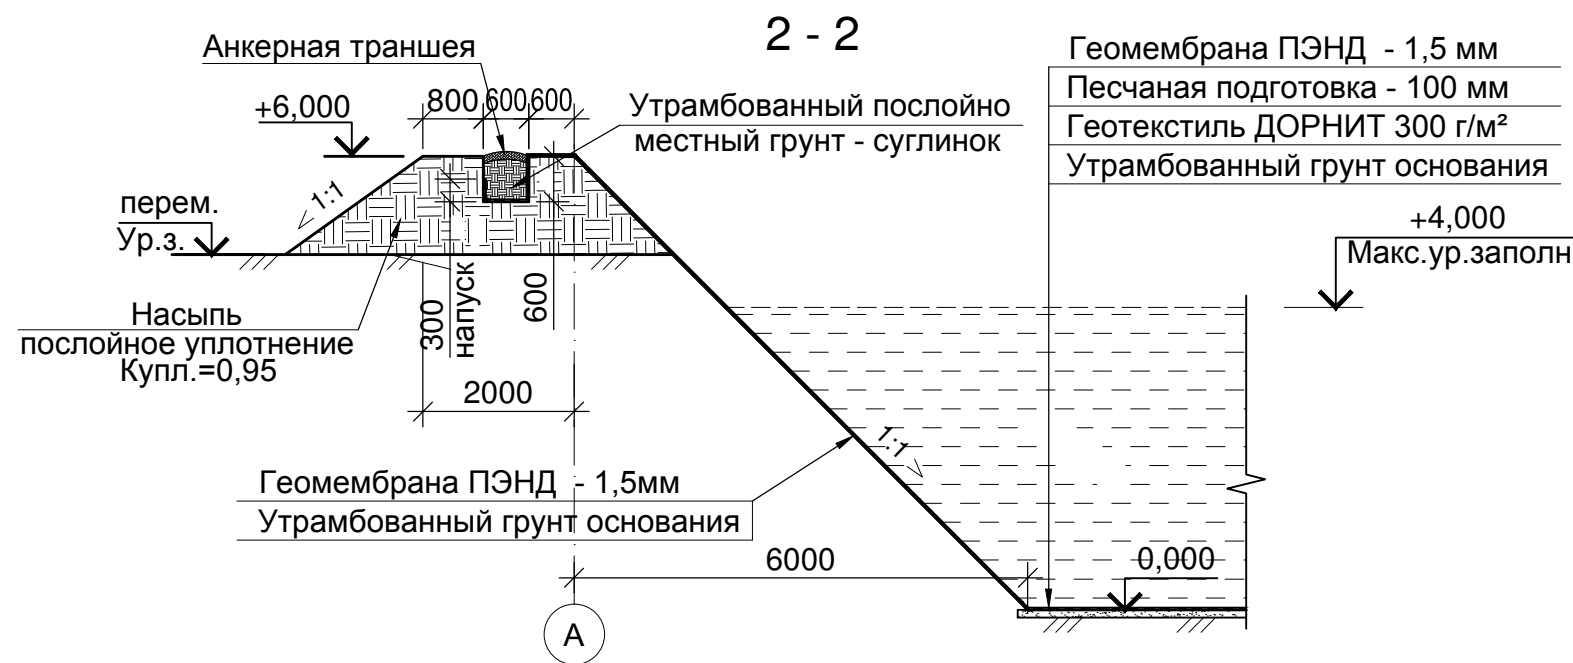 2 - 2
Анкерная траншея
+6,000
800
600
600
Утрамбованный послойно
местный грунт - суглинок
Геомембрана ПЭНД - 1,5 мм
Песчаная подготовка - 100 мм
Геотекстиль ДОРНИТ 300 г/м²
Утрамбованный грунт основания
1:1
перем.
Ур.з.
+4,000
Макс.ур.заполн
Насыпь
послойное уплотнение
Купл.=0,95
300
напуск
600
2000
1:1
Геомембрана ПЭНД - 1,5мм
Утрамбованный грунт основания
6000
0,000
А